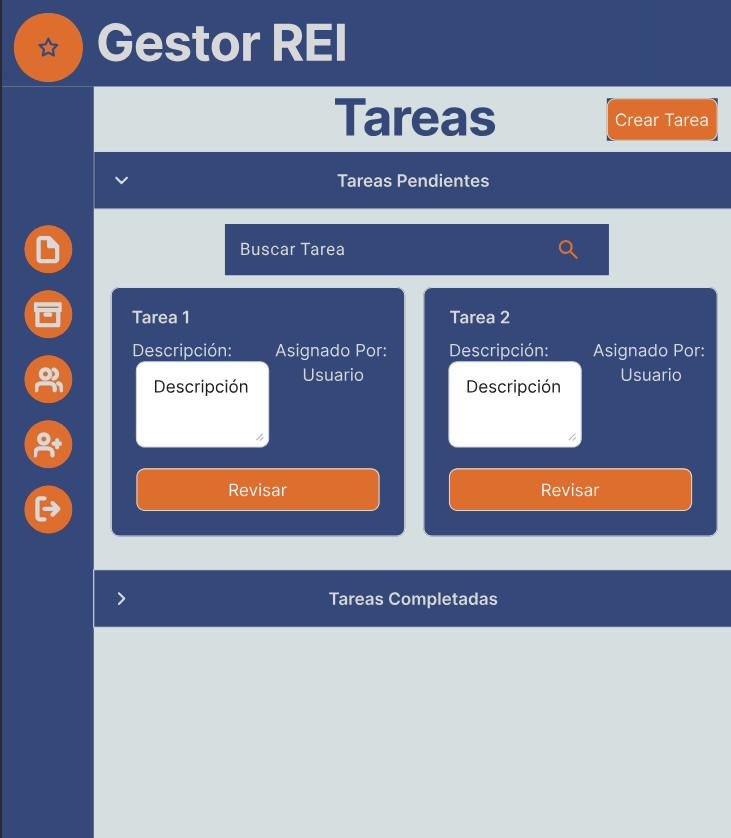 Gestor REI
Tareas
Crear Tarea
Tareas Pendientes
Buscar Tarea
Tarea 1
Descripción:
Asignado Por:
Usuario
Descripción
Revisar
Tarea 2
Descripción:
Asignado Por:
Usuario
Descripción
Revisar
Tareas Completadas